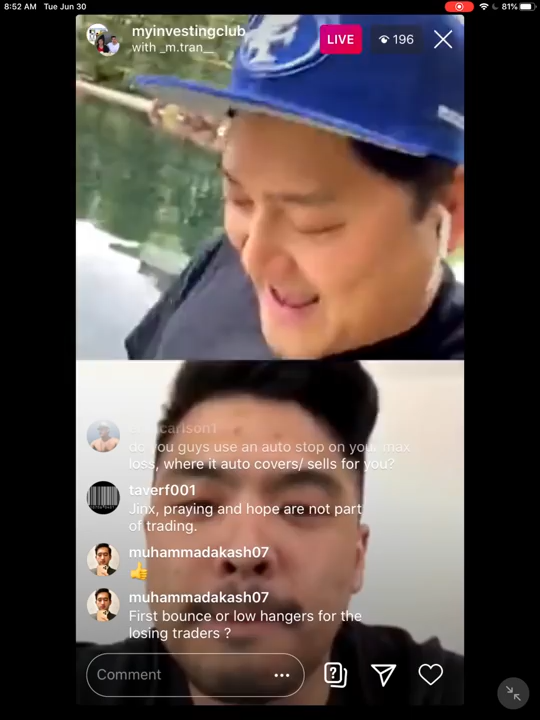 8:52 AM Tue Jun 30
81%
myinvestingclub
with _m.tran__
LIVE
196
carlson1
do you guys use an auto stop on your max
loss, where it auto covers/ sells for you?
taverf001
Jinx, praying and hope are not part
of trading.
muhammadakash07
👍
muhammadakash07
First bounce or low hangers for the
losing traders ?
Comment